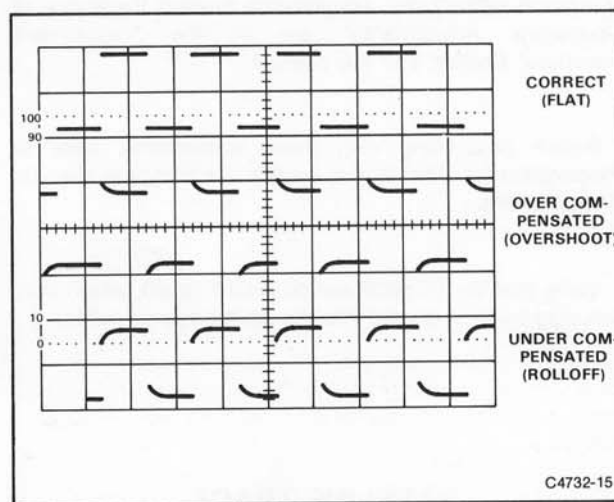 CORRECT
(FLAT)
100
90
OVER COM-
PENSATED
(OVERSHOOT)
10
0
UNDER COM-
PENSATED
(ROLLOFF)
C4732-15